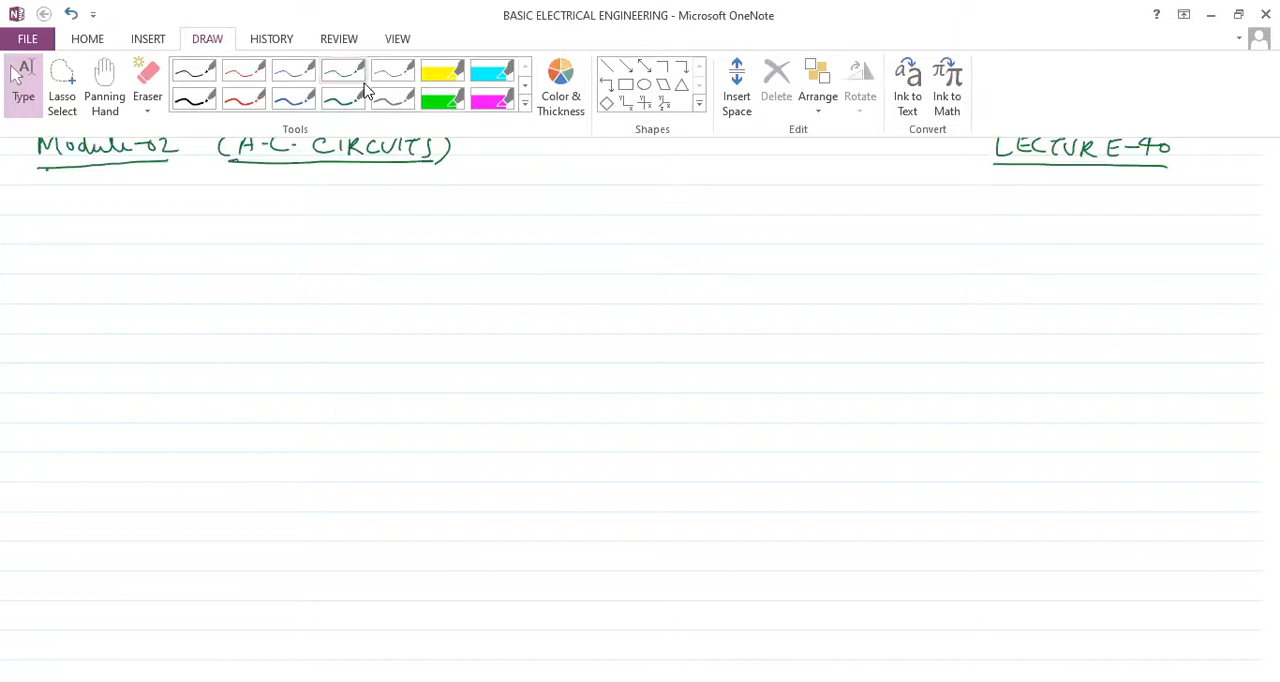 BASIC ELECTRICAL ENGINEERING - Microsoft OneNote
FILE HOME INSERT DRAW HISTORY REVIEW VIEW
Type
Lasso Select
Panning Hand
Eraser
Color & Thickness
Insert Space
Delete
Arrange
Rotate
Ink to Text
Ink to Math
Tools Shapes Edit Convert
Module-02 (A-C- CIRCUITS) LECTURE-40